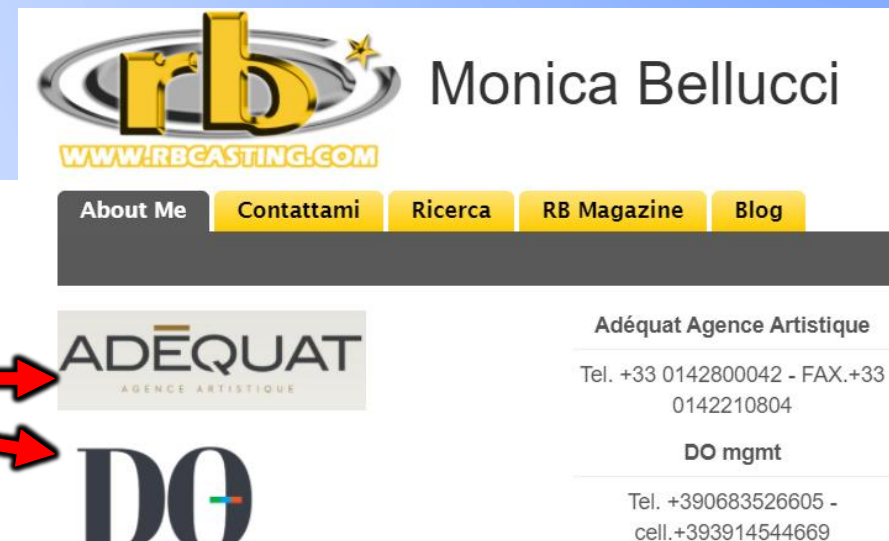 rb
Monica Bellucci
WWW.RBCASTING.COM
About Me Contattami Ricerca RB Magazine Blog
ADĒQUAT
AGENCE ARTISTIQUE
Adéquat Agence Artistique
Tel. +33 0142800042 - FAX.+33
0142210804
DO
DO mgmt
Tel. +390683526605 -
cell.+393914544669